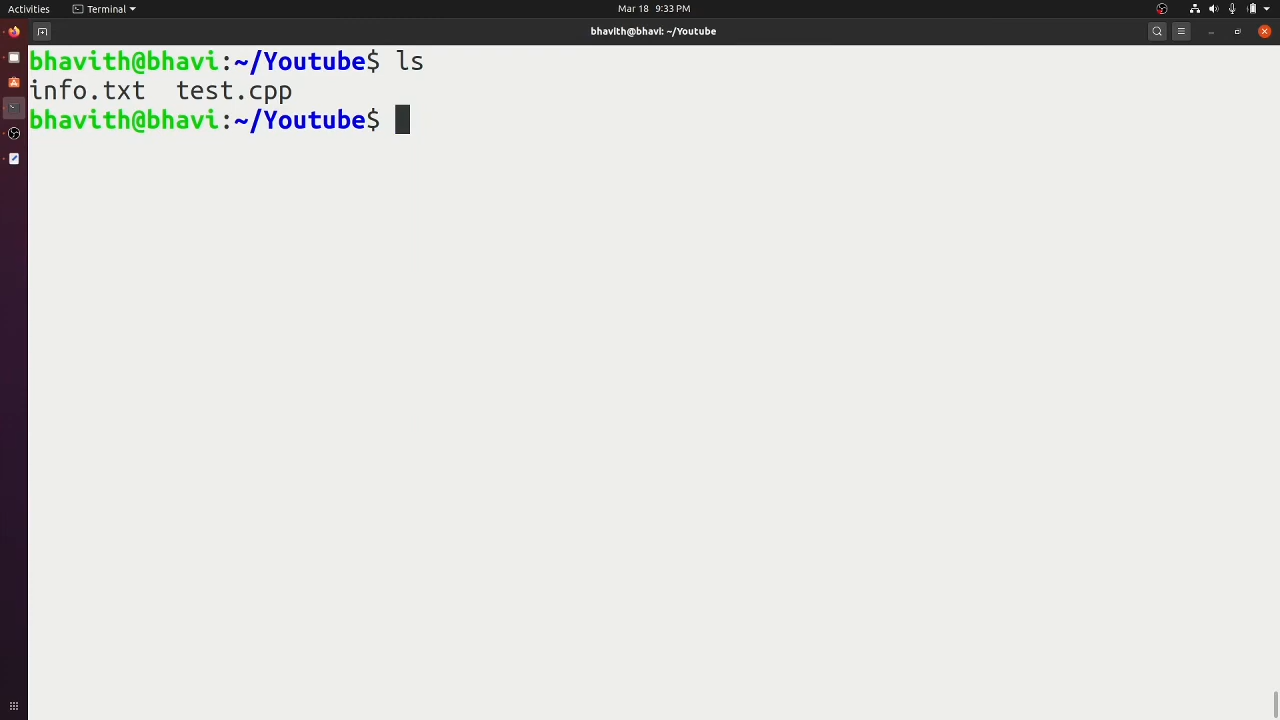 Activities Terminal Mar 18 9:33 PM
bhavith@bhavi: ~/Youtube
bhavith@bhavi:~/Youtube$ ls
info.txt  test.cpp
bhavith@bhavi:~/Youtube$